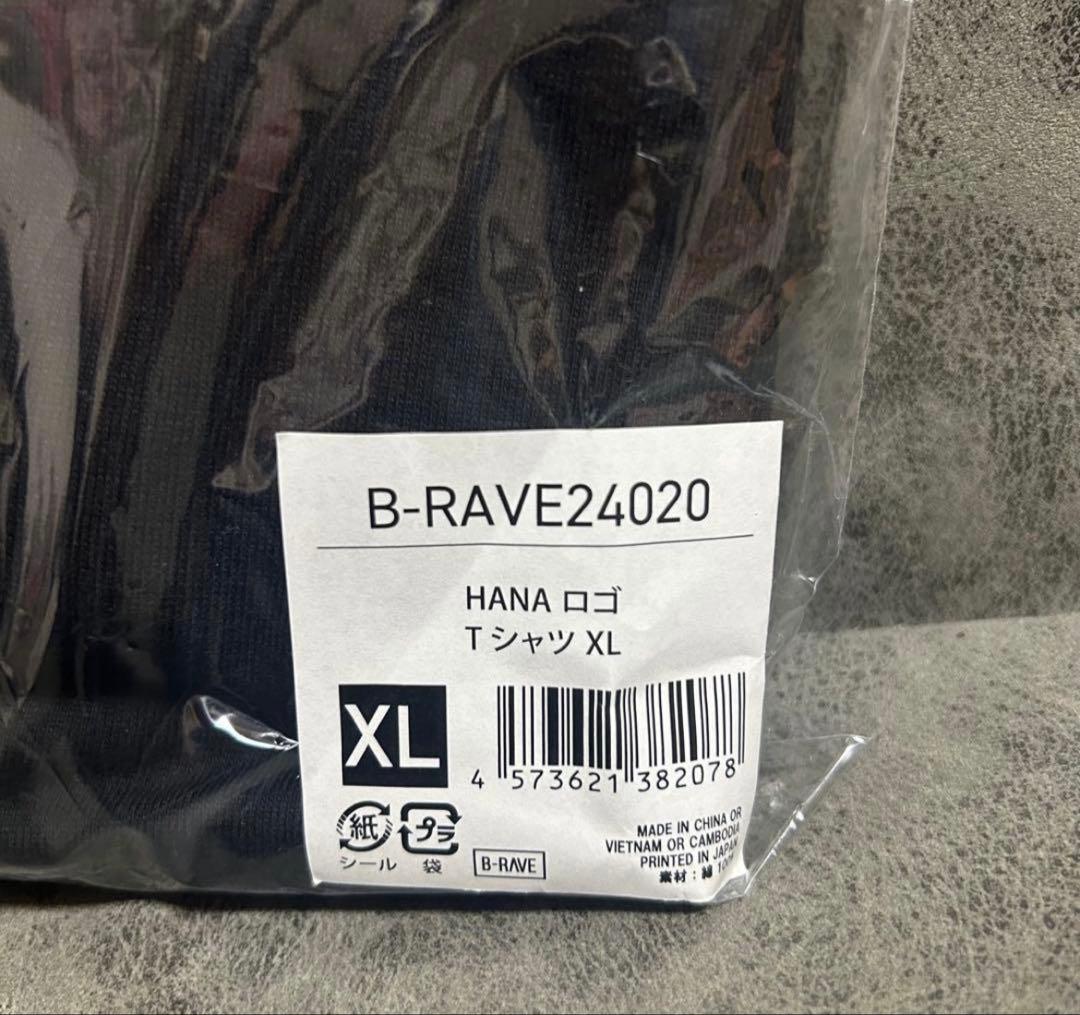 B-RAVE24020
HANA ロゴ
Tシャツ XL
XL
4 573621 382078
紙
シール
プラ
袋
B-RAVE
MADE IN CHINA OR
VIETNAM OR CAMBODIA
PRINTED IN JAPAN
素材：綿 100%